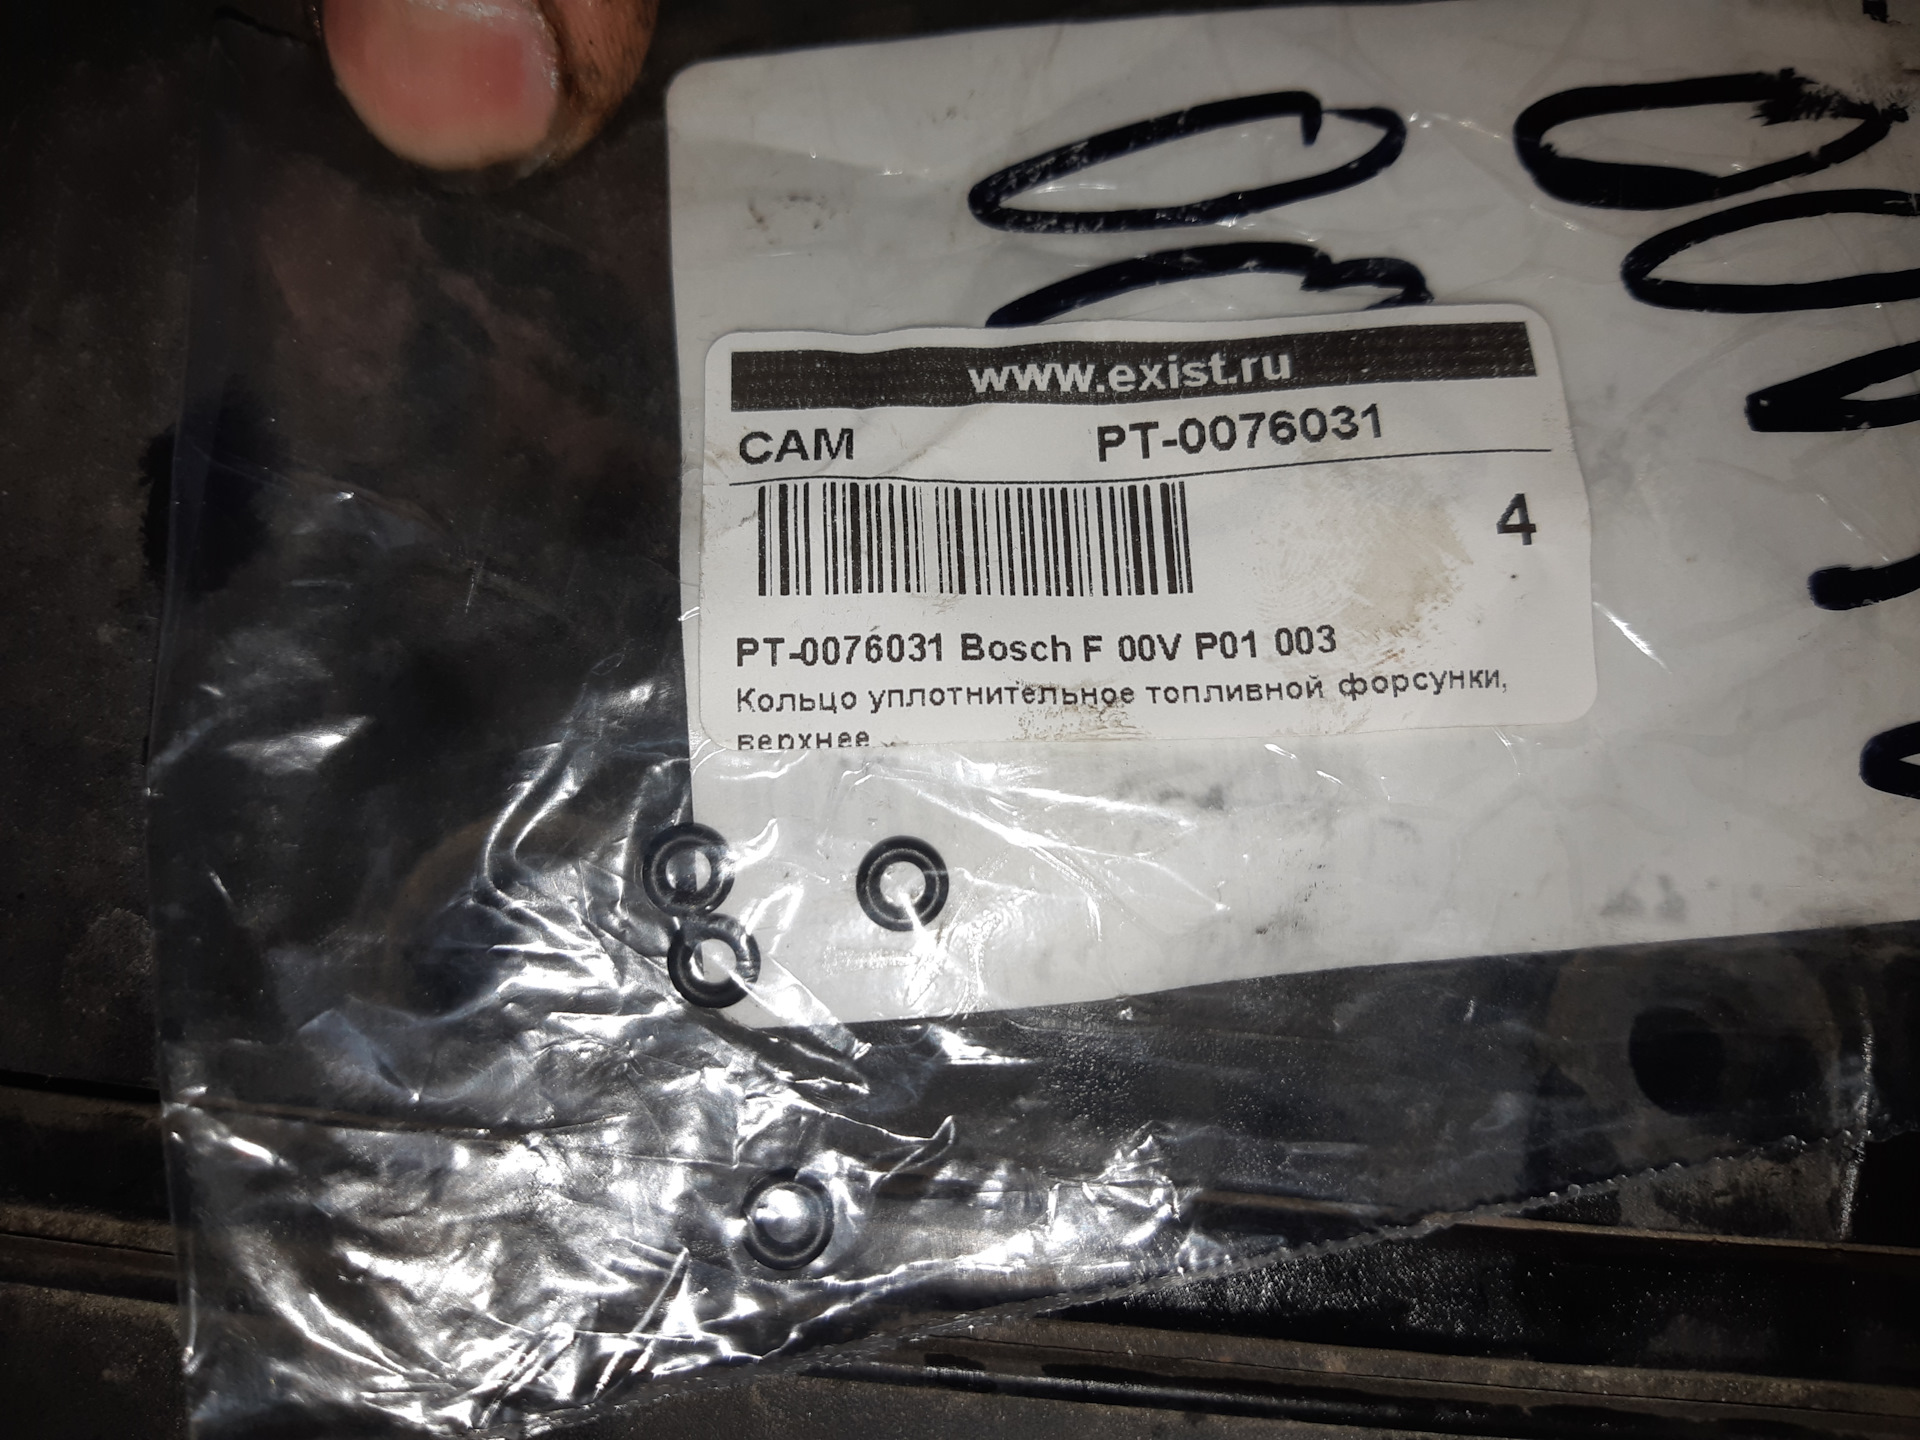 www.exist.ru
CAM PT-0076031
4
PT-0076031 Bosch F 00V P01 003
Кольцо уплотнительное топливной форсунки,
верхнее